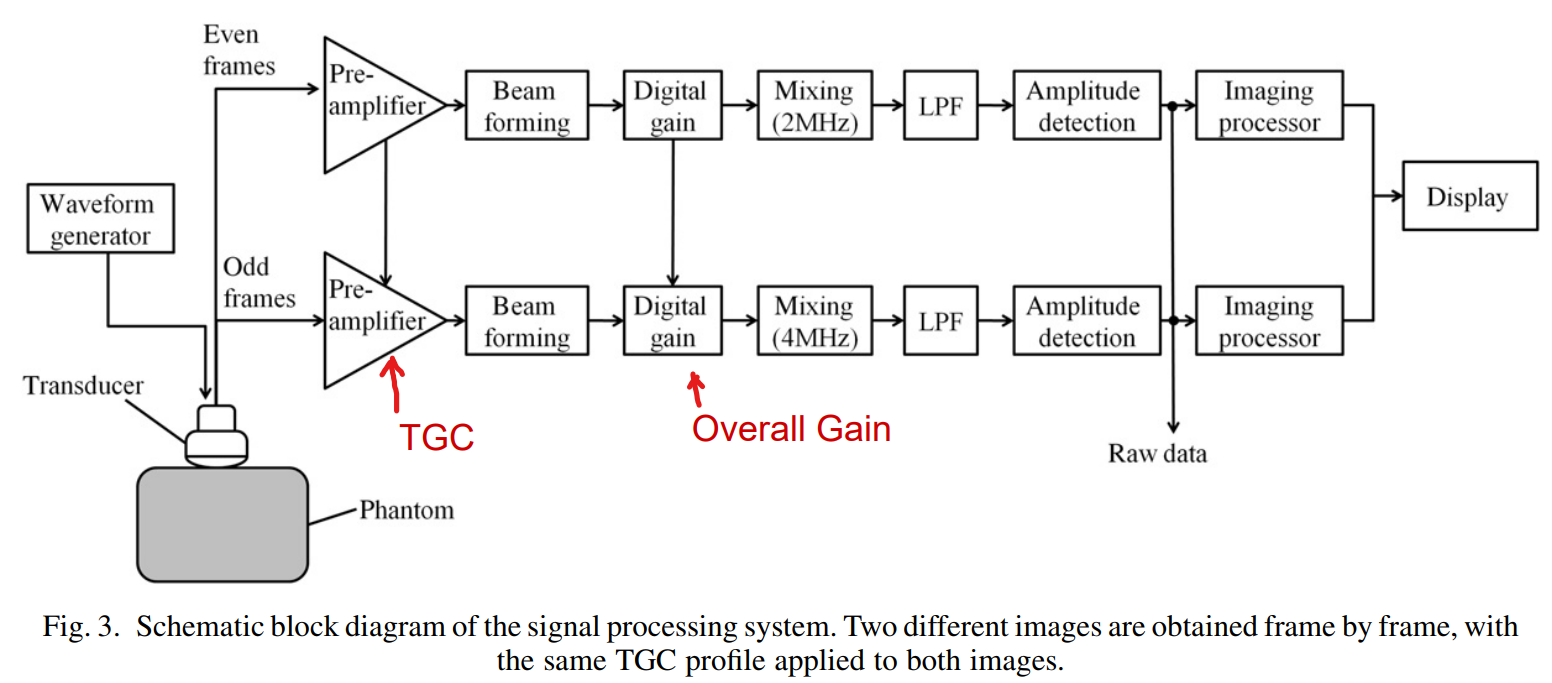 Even
frames
Pre-
amplifier
Beam
forming
Digital
gain
Mixing
(2MHz)
LPF
Amplitude
detection
Imaging
processor
Waveform
generator
Display
Odd
frames
Pre-
amplifier
Beam
forming
Digital
gain
Mixing
(4MHz)
LPF
Amplitude
detection
Imaging
processor
Transducer
TGC
Overall Gain
Raw data
Phantom
Fig. 3. Schematic block diagram of the signal processing system. Two different images are obtained frame by frame, with
the same TGC profile applied to both images.